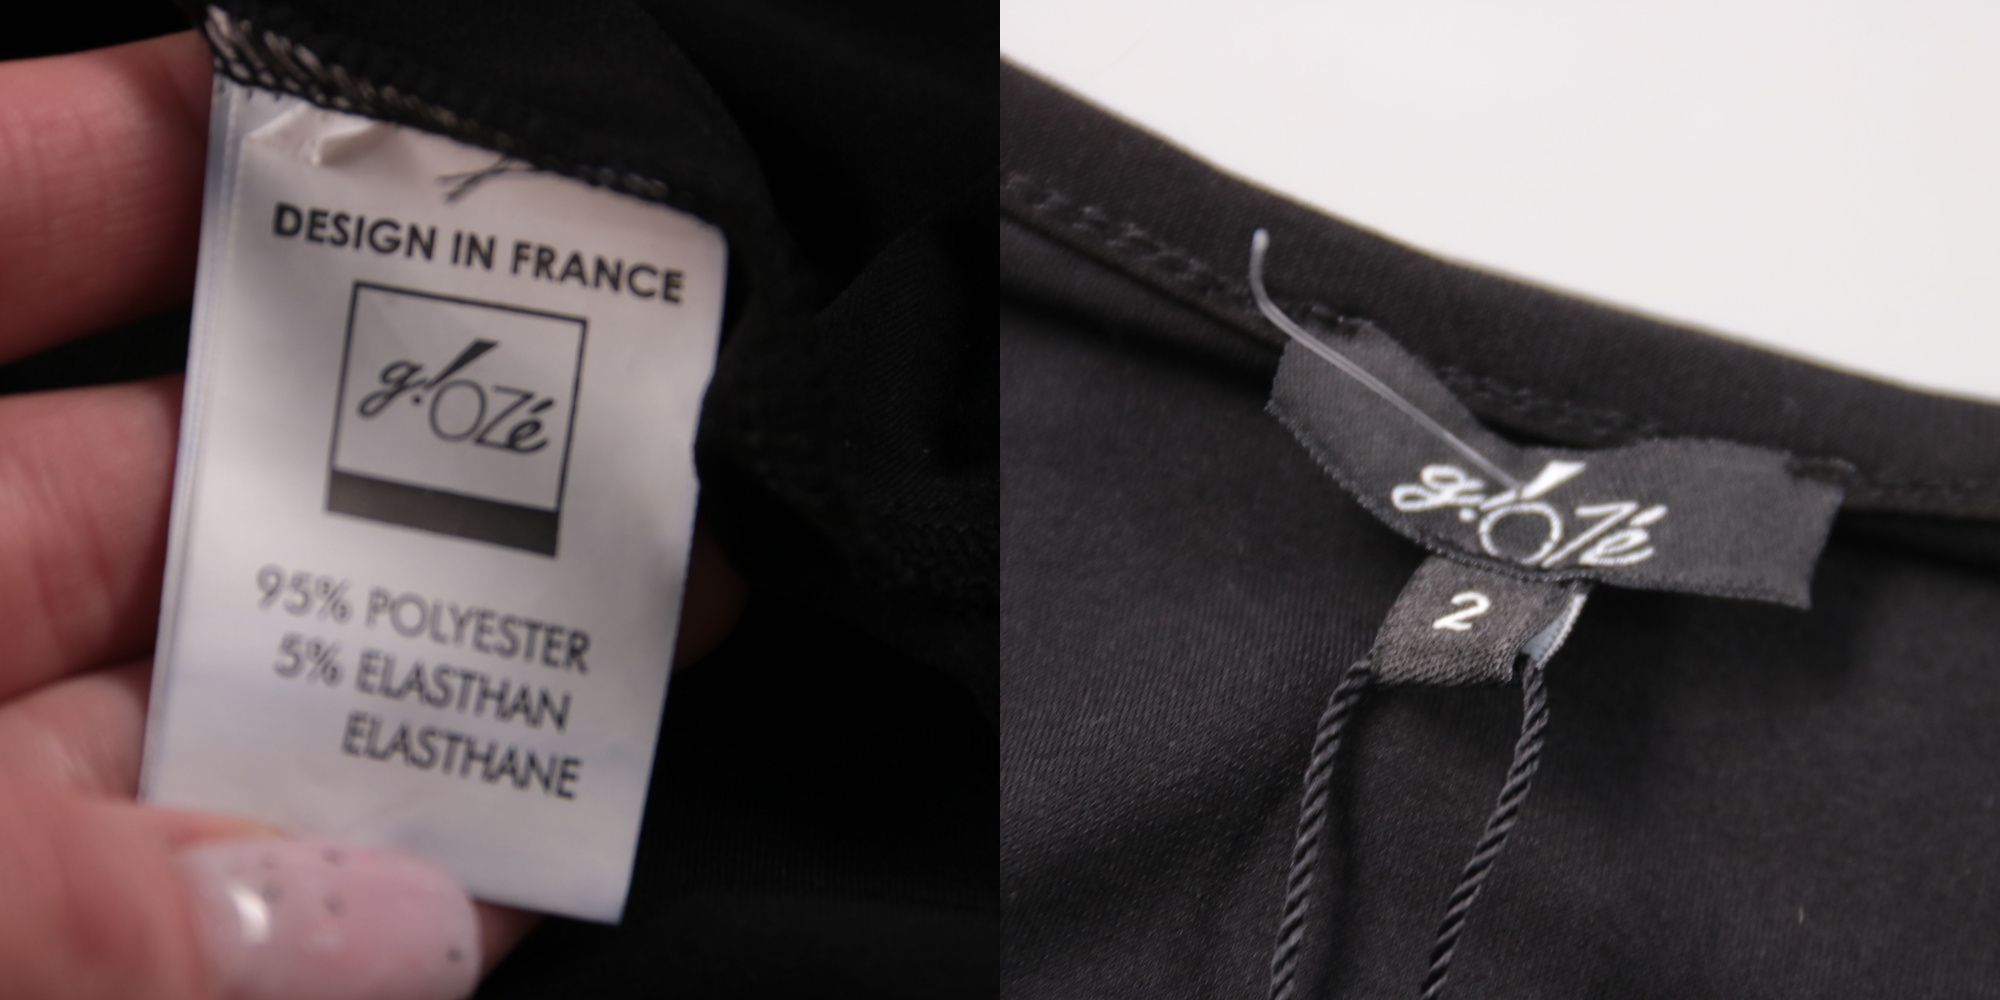 DESIGN IN FRANCE
g!OZé
95% POLYESTER
5% ELASTHAN
ELASTHANE
g!OZé
2